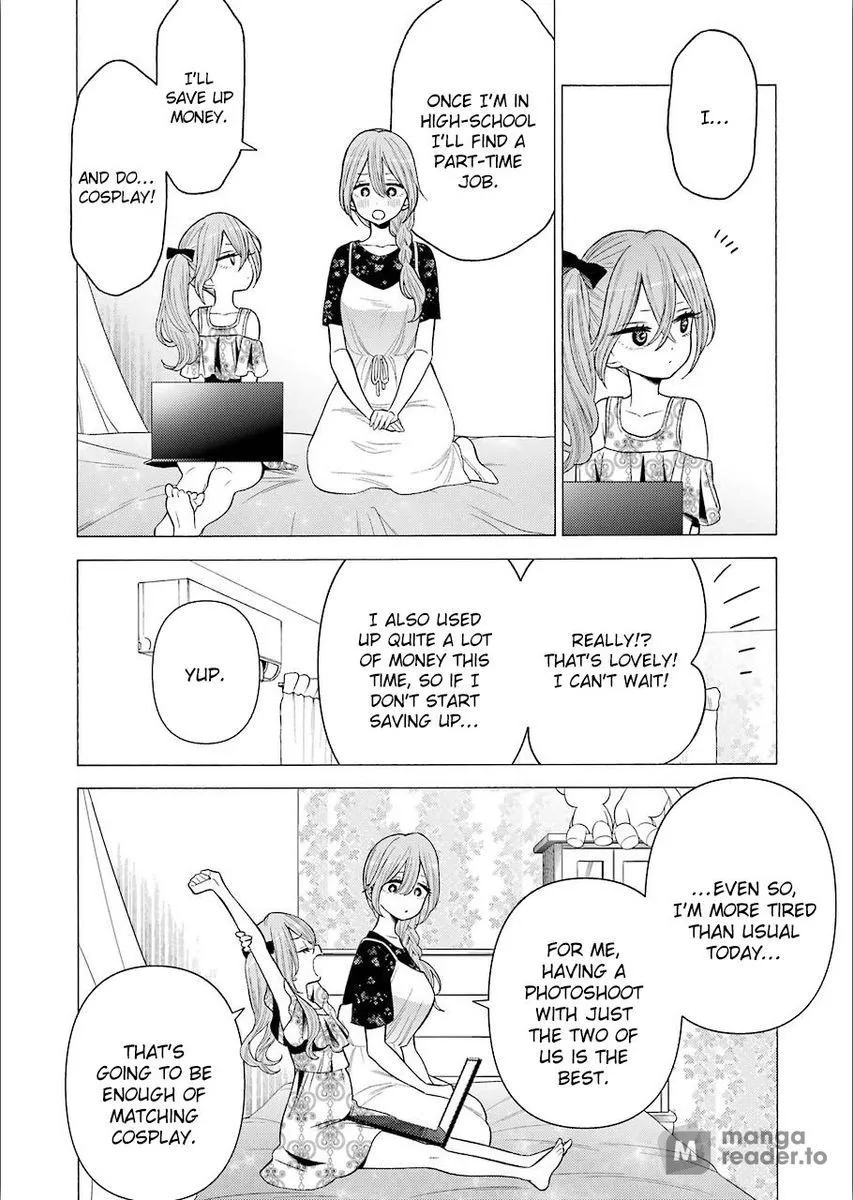 I...
ONCE I'M IN
HIGH-SCHOOL
I'LL FIND A
PART-TIME
JOB.
I'LL
SAVE UP
MONEY.
AND DO...
COSPLAY!
REALLY!?
THAT'S LOVELY!
I CAN'T WAIT!
I ALSO USED
UP QUITE A LOT
OF MONEY THIS
TIME, SO IF I
DON'T START
SAVING UP...
YUP.
...EVEN SO,
I'M MORE TIRED
THAN USUAL
TODAY...
FOR ME,
HAVING A
PHOTOSHOOT
WITH JUST
THE TWO OF
US IS THE
BEST.
THAT'S
GOING TO BE
ENOUGH OF
MATCHING
COSPLAY.
M manga
reader.to